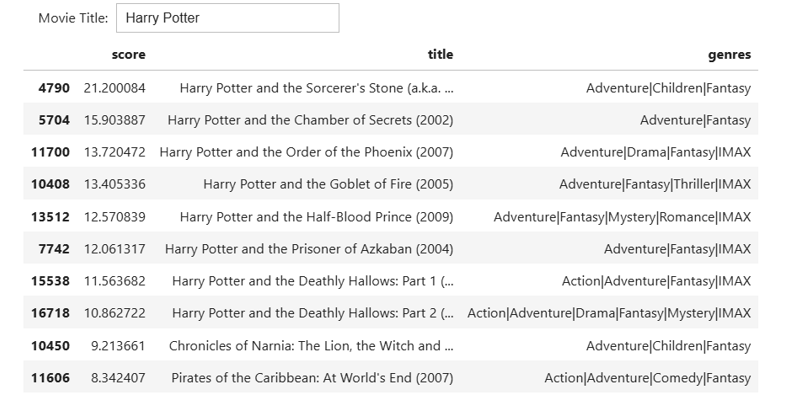 Movie Title: Harry Potter
score title genres
4790 21.200084 Harry Potter and the Sorcerer's Stone (a.k.a. ... Adventure|Children|Fantasy
5704 15.903887 Harry Potter and the Chamber of Secrets (2002) Adventure|Fantasy
11700 13.720472 Harry Potter and the Order of the Phoenix (2007) Adventure|Drama|Fantasy|IMAX
10408 13.405336 Harry Potter and the Goblet of Fire (2005) Adventure|Fantasy|Thriller|IMAX
13512 12.570839 Harry Potter and the Half-Blood Prince (2009) Adventure|Fantasy|Mystery|Romance|IMAX
7742 12.061317 Harry Potter and the Prisoner of Azkaban (2004) Adventure|Fantasy|IMAX
15538 11.563682 Harry Potter and the Deathly Hallows: Part 1 (... Action|Adventure|Fantasy|IMAX
16718 10.862722 Harry Potter and the Deathly Hallows: Part 2 (... Action|Adventure|Drama|Fantasy|Mystery|IMAX
10450 9.213661 Chronicles of Narnia: The Lion, the Witch and ... Adventure|Children|Fantasy
11606 8.342407 Pirates of the Caribbean: At World's End (2007) Action|Adventure|Comedy|Fantasy